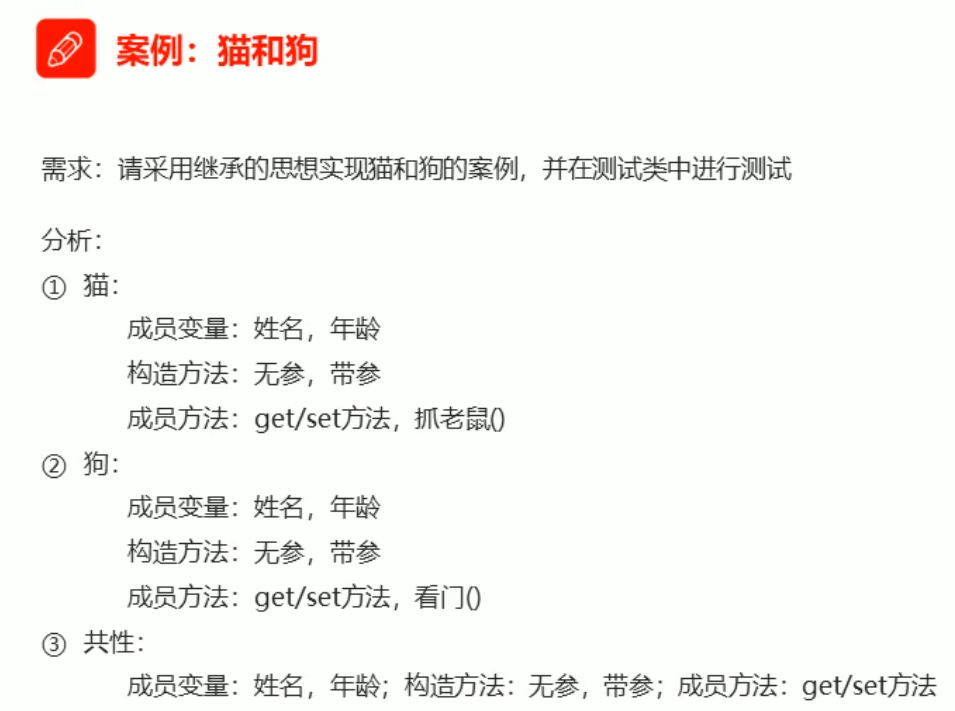 案例：猫和狗
需求：请采用继承的思想实现猫和狗的案例，并在测试类中进行测试
分析：
① 猫：
成员变量：姓名，年龄
构造方法：无参，带参
成员方法：get/set方法，抓老鼠()
② 狗：
成员变量：姓名，年龄
构造方法：无参，带参
成员方法：get/set方法，看门()
③ 共性：
成员变量：姓名，年龄；构造方法：无参，带参；成员方法：get/set方法